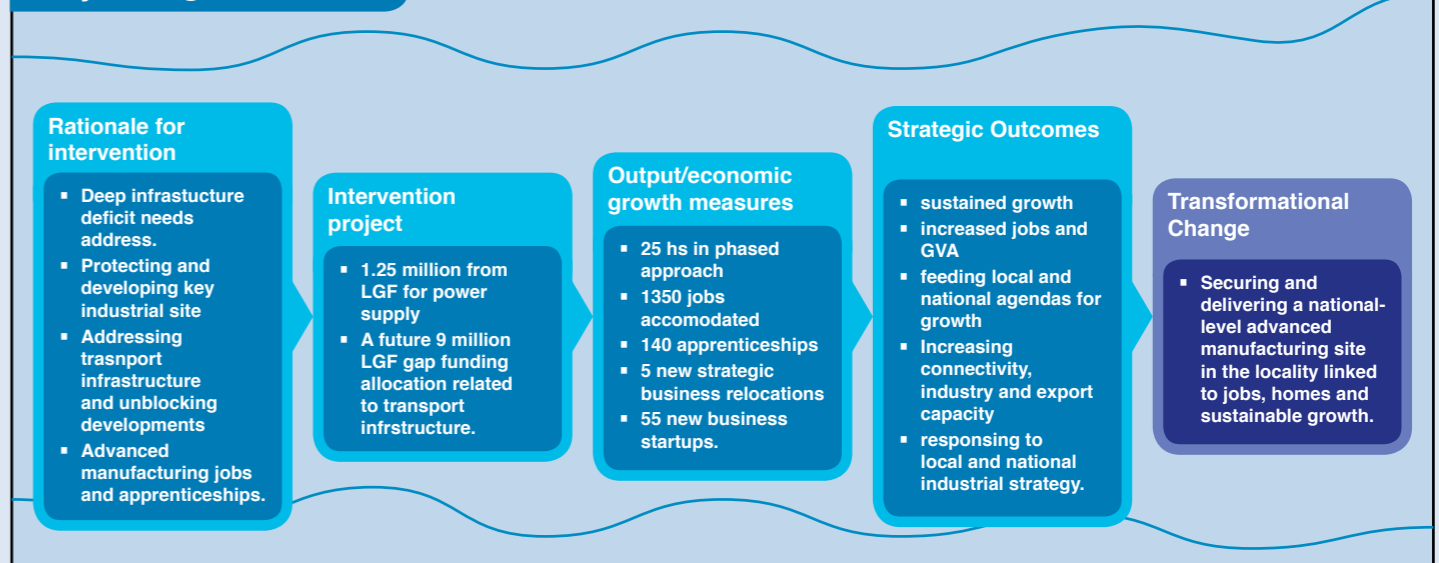 Rationale for
intervention
▪ Deep infrastucture
deficit needs
address.
▪ Protecting and
developing key
industrial site
▪ Addressing
trasnport
infrastructure
and unblocking
developments
▪ Advanced
manufacturing jobs
and apprenticeships.
Intervention
project
▪ 1.25 million from
LGF for power
supply
▪ A future 9 million
LGF gap funding
allocation related
to transport
infrstructure.
Output/economic
growth measures
▪ 25 hs in phased
approach
▪ 1350 jobs
accomodated
▪ 140 apprenticeships
▪ 5 new strategic
business relocations
▪ 55 new business
startups.
Strategic Outcomes
▪ sustained growth
▪ increased jobs and
GVA
▪ feeding local and
national agendas for
growth
▪ Increasing
connectivity,
industry and export
capacity
▪ responsing to
local and national
industrial strategy.
Transformational
Change
▪ Securing and
delivering a national-
level advanced
manufacturing site
in the locality linked
to jobs, homes and
sustainable growth.